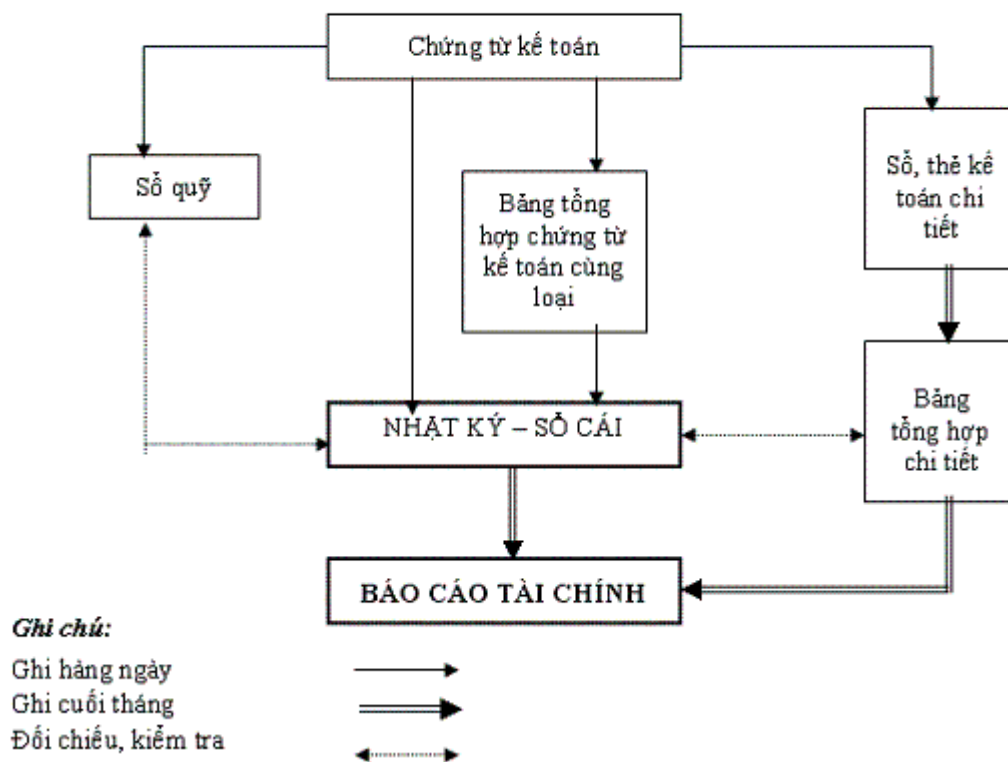 Chứng từ kế toán
Sổ quỹ
Bảng tổng
hợp chứng từ
kế toán cùng
loại
Sổ, thẻ kế
toán chi
tiết
NHẬT KÝ – SỔ CÁI
Bảng
tổng hợp
chi tiết
BÁO CÁO TÀI CHÍNH
Ghi chú:
Ghi hàng ngày
Ghi cuối tháng
Đối chiếu, kiểm tra